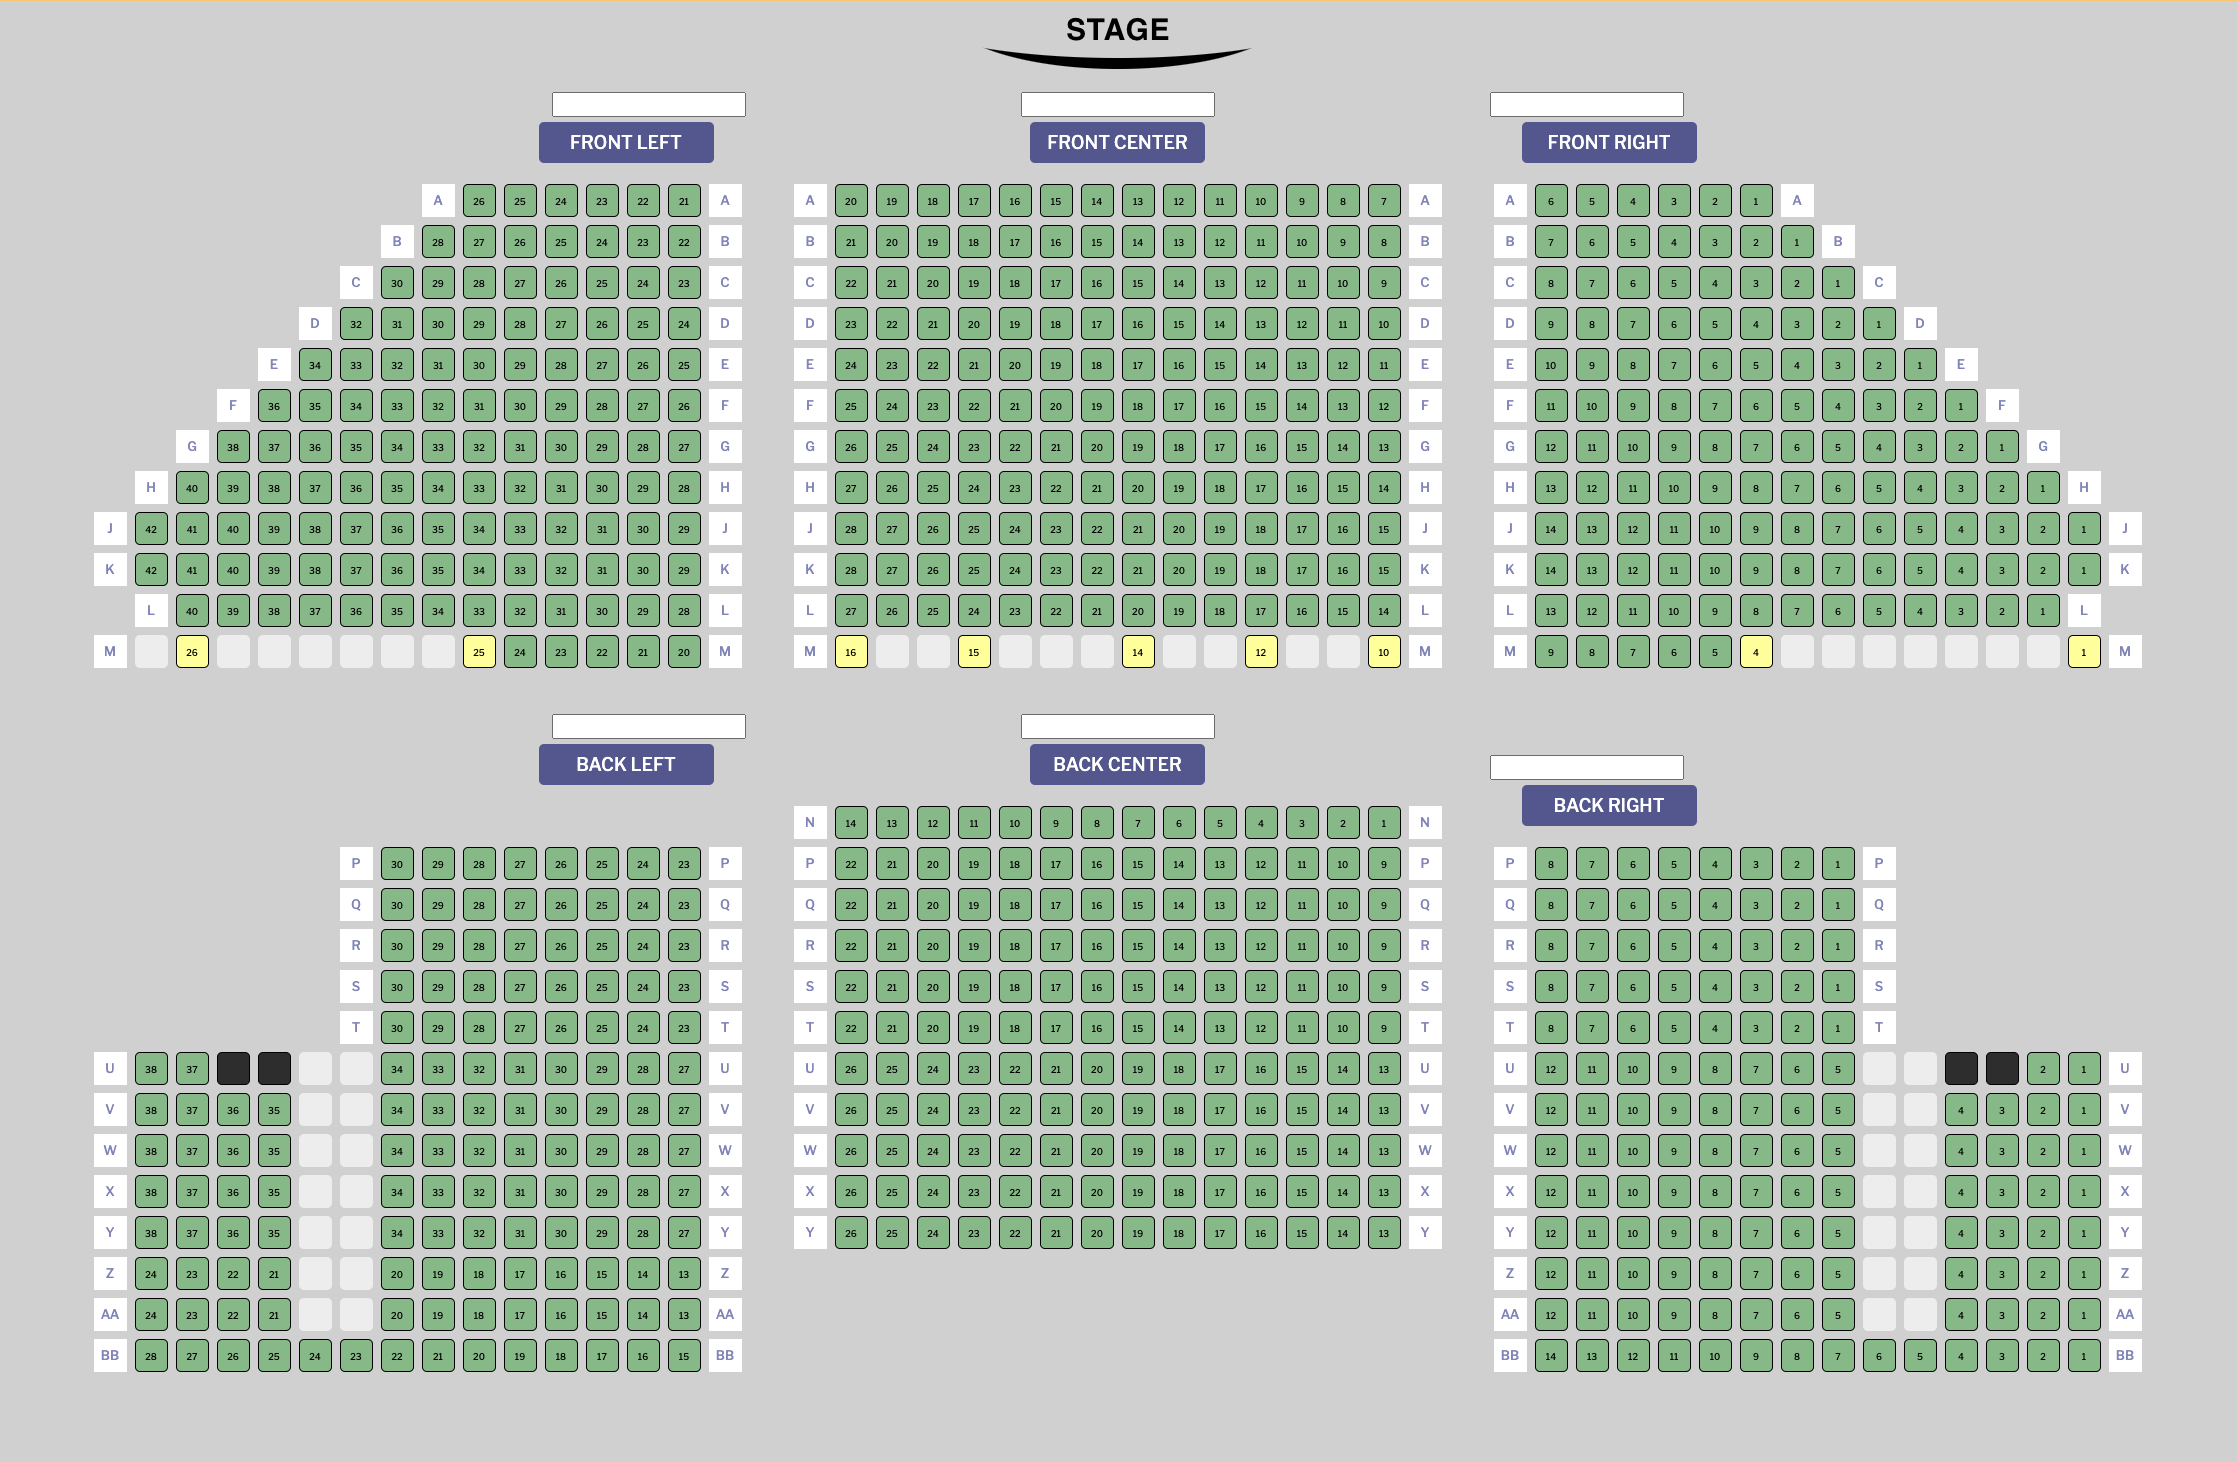 STAGE
FRONT LEFT FRONT CENTER FRONT RIGHT
A 26 25 24 23 22 21 A A 20 19 18 17 16 15 14 13 12 11 10 9 8 7 A A 6 5 4 3 2 1 A
B 28 27 26 25 24 23 22 B B 21 20 19 18 17 16 15 14 13 12 11 10 9 8 B B 7 6 5 4 3 2 1 B
C 30 29 28 27 26 25 24 23 C C 22 21 20 19 18 17 16 15 14 13 12 11 10 9 C C 8 7 6 5 4 3 2 1 C
D 32 31 30 29 28 27 26 25 24 D D 23 22 21 20 19 18 17 16 15 14 13 12 11 10 D D 9 8 7 6 5 4 3 2 1 D
E 34 33 32 31 30 29 28 27 26 25 E E 24 23 22 21 20 19 18 17 16 15 14 13 12 11 E E 10 9 8 7 6 5 4 3 2 1 E
F 36 35 34 33 32 31 30 29 28 27 26 F F 25 24 23 22 21 20 19 18 17 16 15 14 13 12 F F 11 10 9 8 7 6 5 4 3 2 1 F
G 38 37 36 35 34 33 32 31 30 29 28 27 G G 26 25 24 23 22 21 20 19 18 17 16 15 14 13 G G 12 11 10 9 8 7 6 5 4 3 2 1 G
H 40 39 38 37 36 35 34 33 32 31 30 29 28 H H 27 26 25 24 23 22 21 20 19 18 17 16 15 14 H H 13 12 11 10 9 8 7 6 5 4 3 2 1 H
J 42 41 40 39 38 37 36 35 34 33 32 31 30 29 J J 28 27 26 25 24 23 22 21 20 19 18 17 16 15 J J 14 13 12 11 10 9 8 7 6 5 4 3 2 1 J
K 42 41 40 39 38 37 36 35 34 33 32 31 30 29 K K 28 27 26 25 24 23 22 21 20 19 18 17 16 15 K K 14 13 12 11 10 9 8 7 6 5 4 3 2 1 K
L 40 39 38 37 36 35 34 33 32 31 30 29 28 L L 27 26 25 24 23 22 21 20 19 18 17 16 15 14 L L 13 12 11 10 9 8 7 6 5 4 3 2 1 L
M 26 25 24 23 22 21 20 M M 16 15 14 12 10 M M 9 8 7 6 5 4 1 M
BACK LEFT BACK CENTER
BACK RIGHT
N 14 13 12 11 10 9 8 7 6 5 4 3 2 1 N
P 30 29 28 27 26 25 24 23 P P 22 21 20 19 18 17 16 15 14 13 12 11 10 9 P P 8 7 6 5 4 3 2 1 P
Q 30 29 28 27 26 25 24 23 Q Q 22 21 20 19 18 17 16 15 14 13 12 11 10 9 Q Q 8 7 6 5 4 3 2 1 Q
R 30 29 28 27 26 25 24 23 R R 22 21 20 19 18 17 16 15 14 13 12 11 10 9 R R 8 7 6 5 4 3 2 1 R
S 30 29 28 27 26 25 24 23 S S 22 21 20 19 18 17 16 15 14 13 12 11 10 9 S S 8 7 6 5 4 3 2 1 S
T 30 29 28 27 26 25 24 23 T T 22 21 20 19 18 17 16 15 14 13 12 11 10 9 T T 8 7 6 5 4 3 2 1 T
U 38 37 34 33 32 31 30 29 28 27 U U 26 25 24 23 22 21 20 19 18 17 16 15 14 13 U U 12 11 10 9 8 7 6 5 2 1 U
V 38 37 36 35 34 33 32 31 30 29 28 27 V V 26 25 24 23 22 21 20 19 18 17 16 15 14 13 V V 12 11 10 9 8 7 6 5 4 3 2 1 V
W 38 37 36 35 34 33 32 31 30 29 28 27 W W 26 25 24 23 22 21 20 19 18 17 16 15 14 13 W W 12 11 10 9 8 7 6 5 4 3 2 1 W
X 38 37 36 35 34 33 32 31 30 29 28 27 X X 26 25 24 23 22 21 20 19 18 17 16 15 14 13 X X 12 11 10 9 8 7 6 5 4 3 2 1 X
Y 38 37 36 35 34 33 32 31 30 29 28 27 Y Y 26 25 24 23 22 21 20 19 18 17 16 15 14 13 Y Y 12 11 10 9 8 7 6 5 4 3 2 1 Y
Z 24 23 22 21 20 19 18 17 16 15 14 13 Z Z 12 11 10 9 8 7 6 5 4 3 2 1 Z
AA 24 23 22 21 20 19 18 17 16 15 14 13 AA AA 12 11 10 9 8 7 6 5 4 3 2 1 AA
BB 28 27 26 25 24 23 22 21 20 19 18 17 16 15 BB BB 14 13 12 11 10 9 8 7 6 5 4 3 2 1 BB